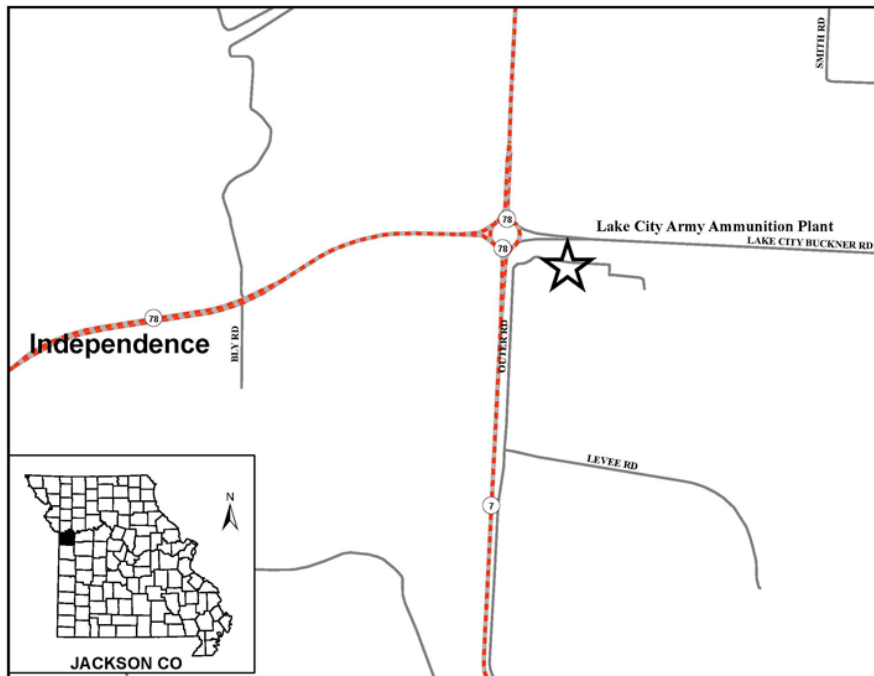 SMITH RD
78
Lake City Army Ammunition Plant
LAKE CITY BUCKNER RD
78
78
Independence
BLY RD
OUTER RD
LEVEE RD
7
N
JACKSON CO